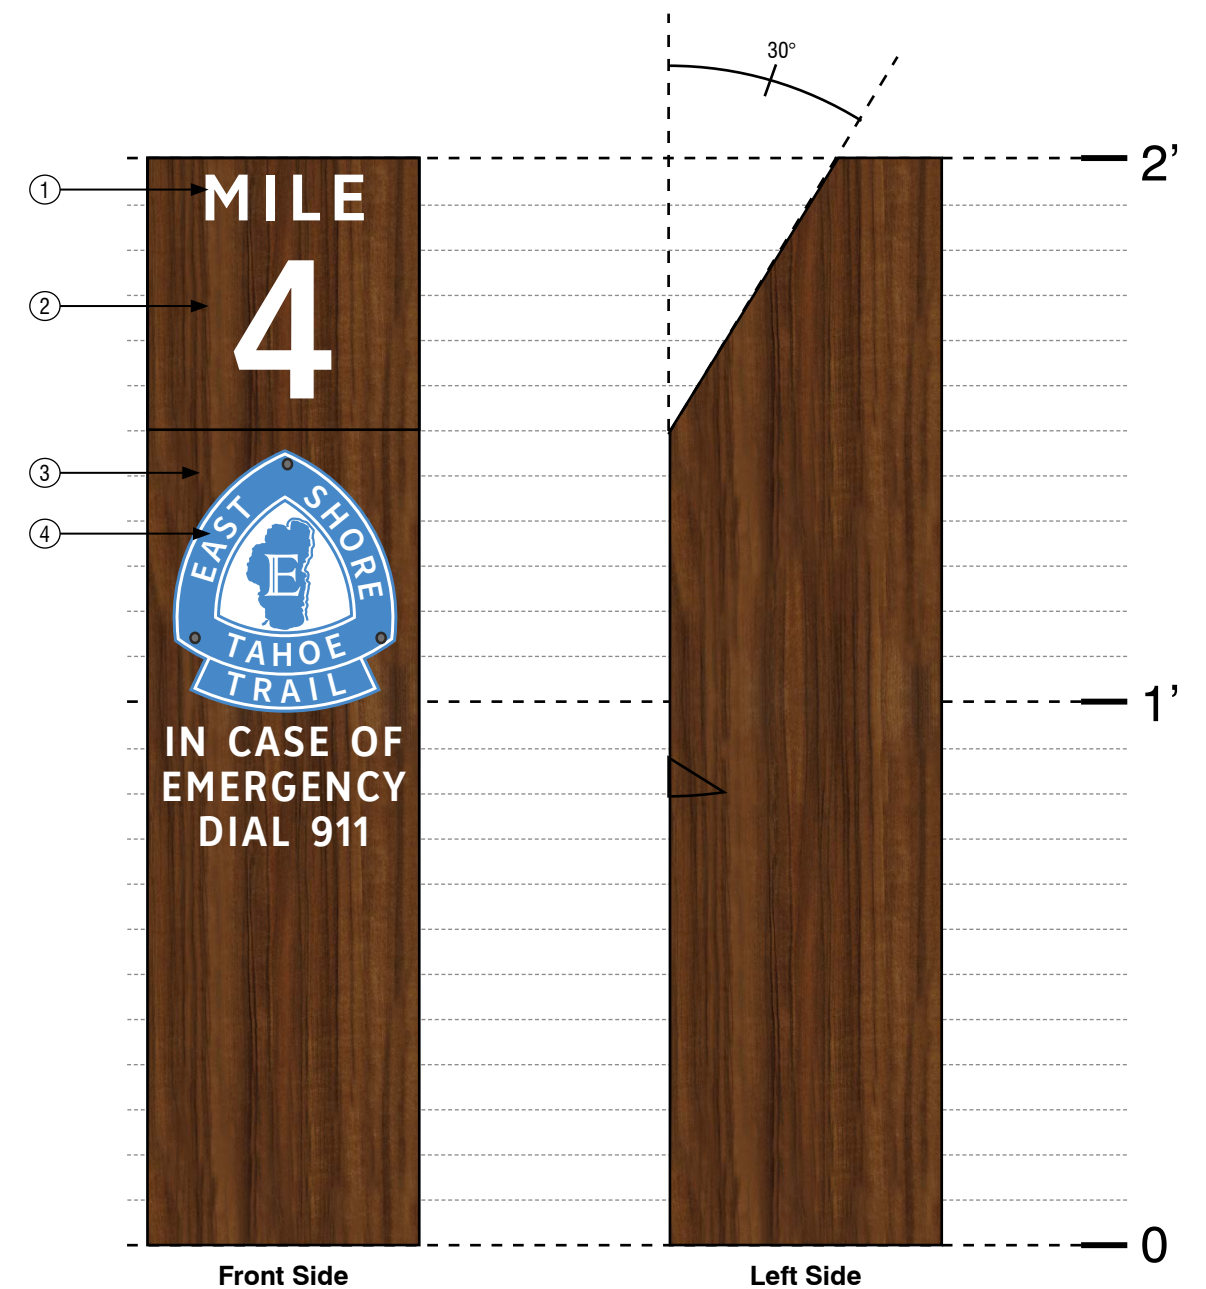 30°
2’
1
MILE
2
4
3
4
EAST SHORE
E
TAHOE
TRAIL
1’
IN CASE OF
EMERGENCY
DIAL 911
0
Front Side
Left Side